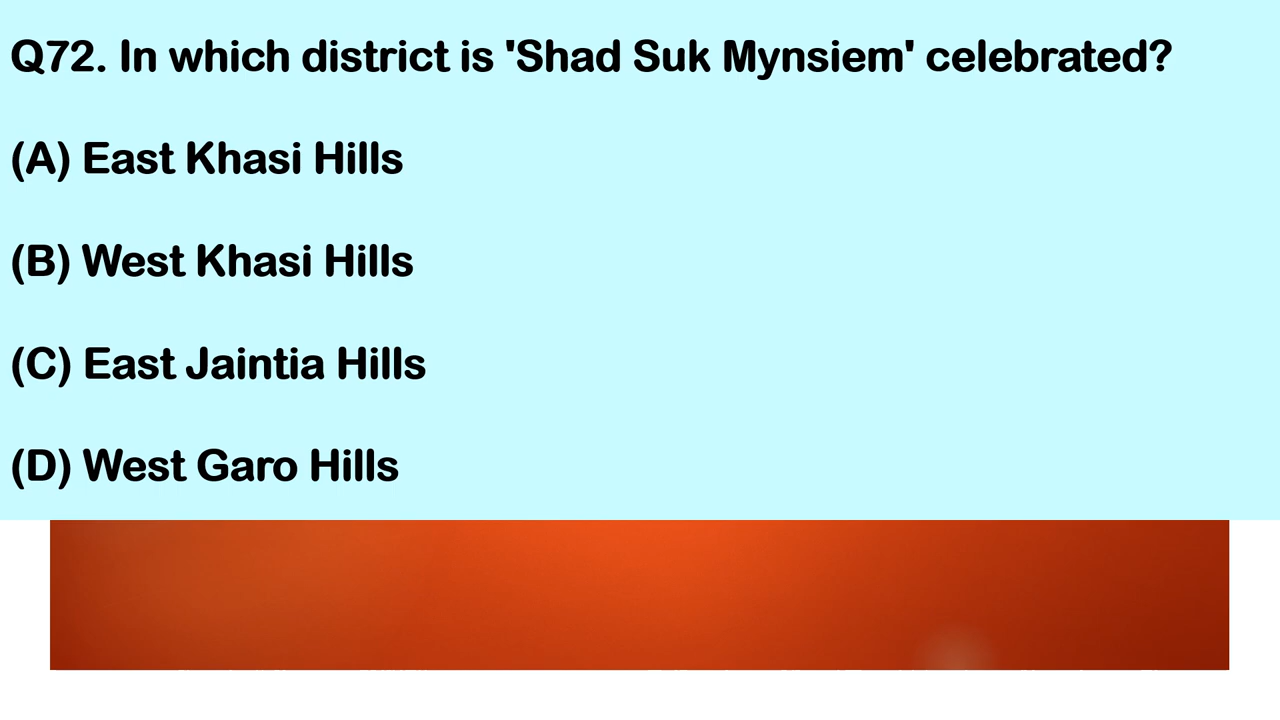 Q72. In which district is 'Shad Suk Mynsiem' celebrated?
(A) East Khasi Hills
(B) West Khasi Hills
(C) East Jaintia Hills
(D) West Garo Hills